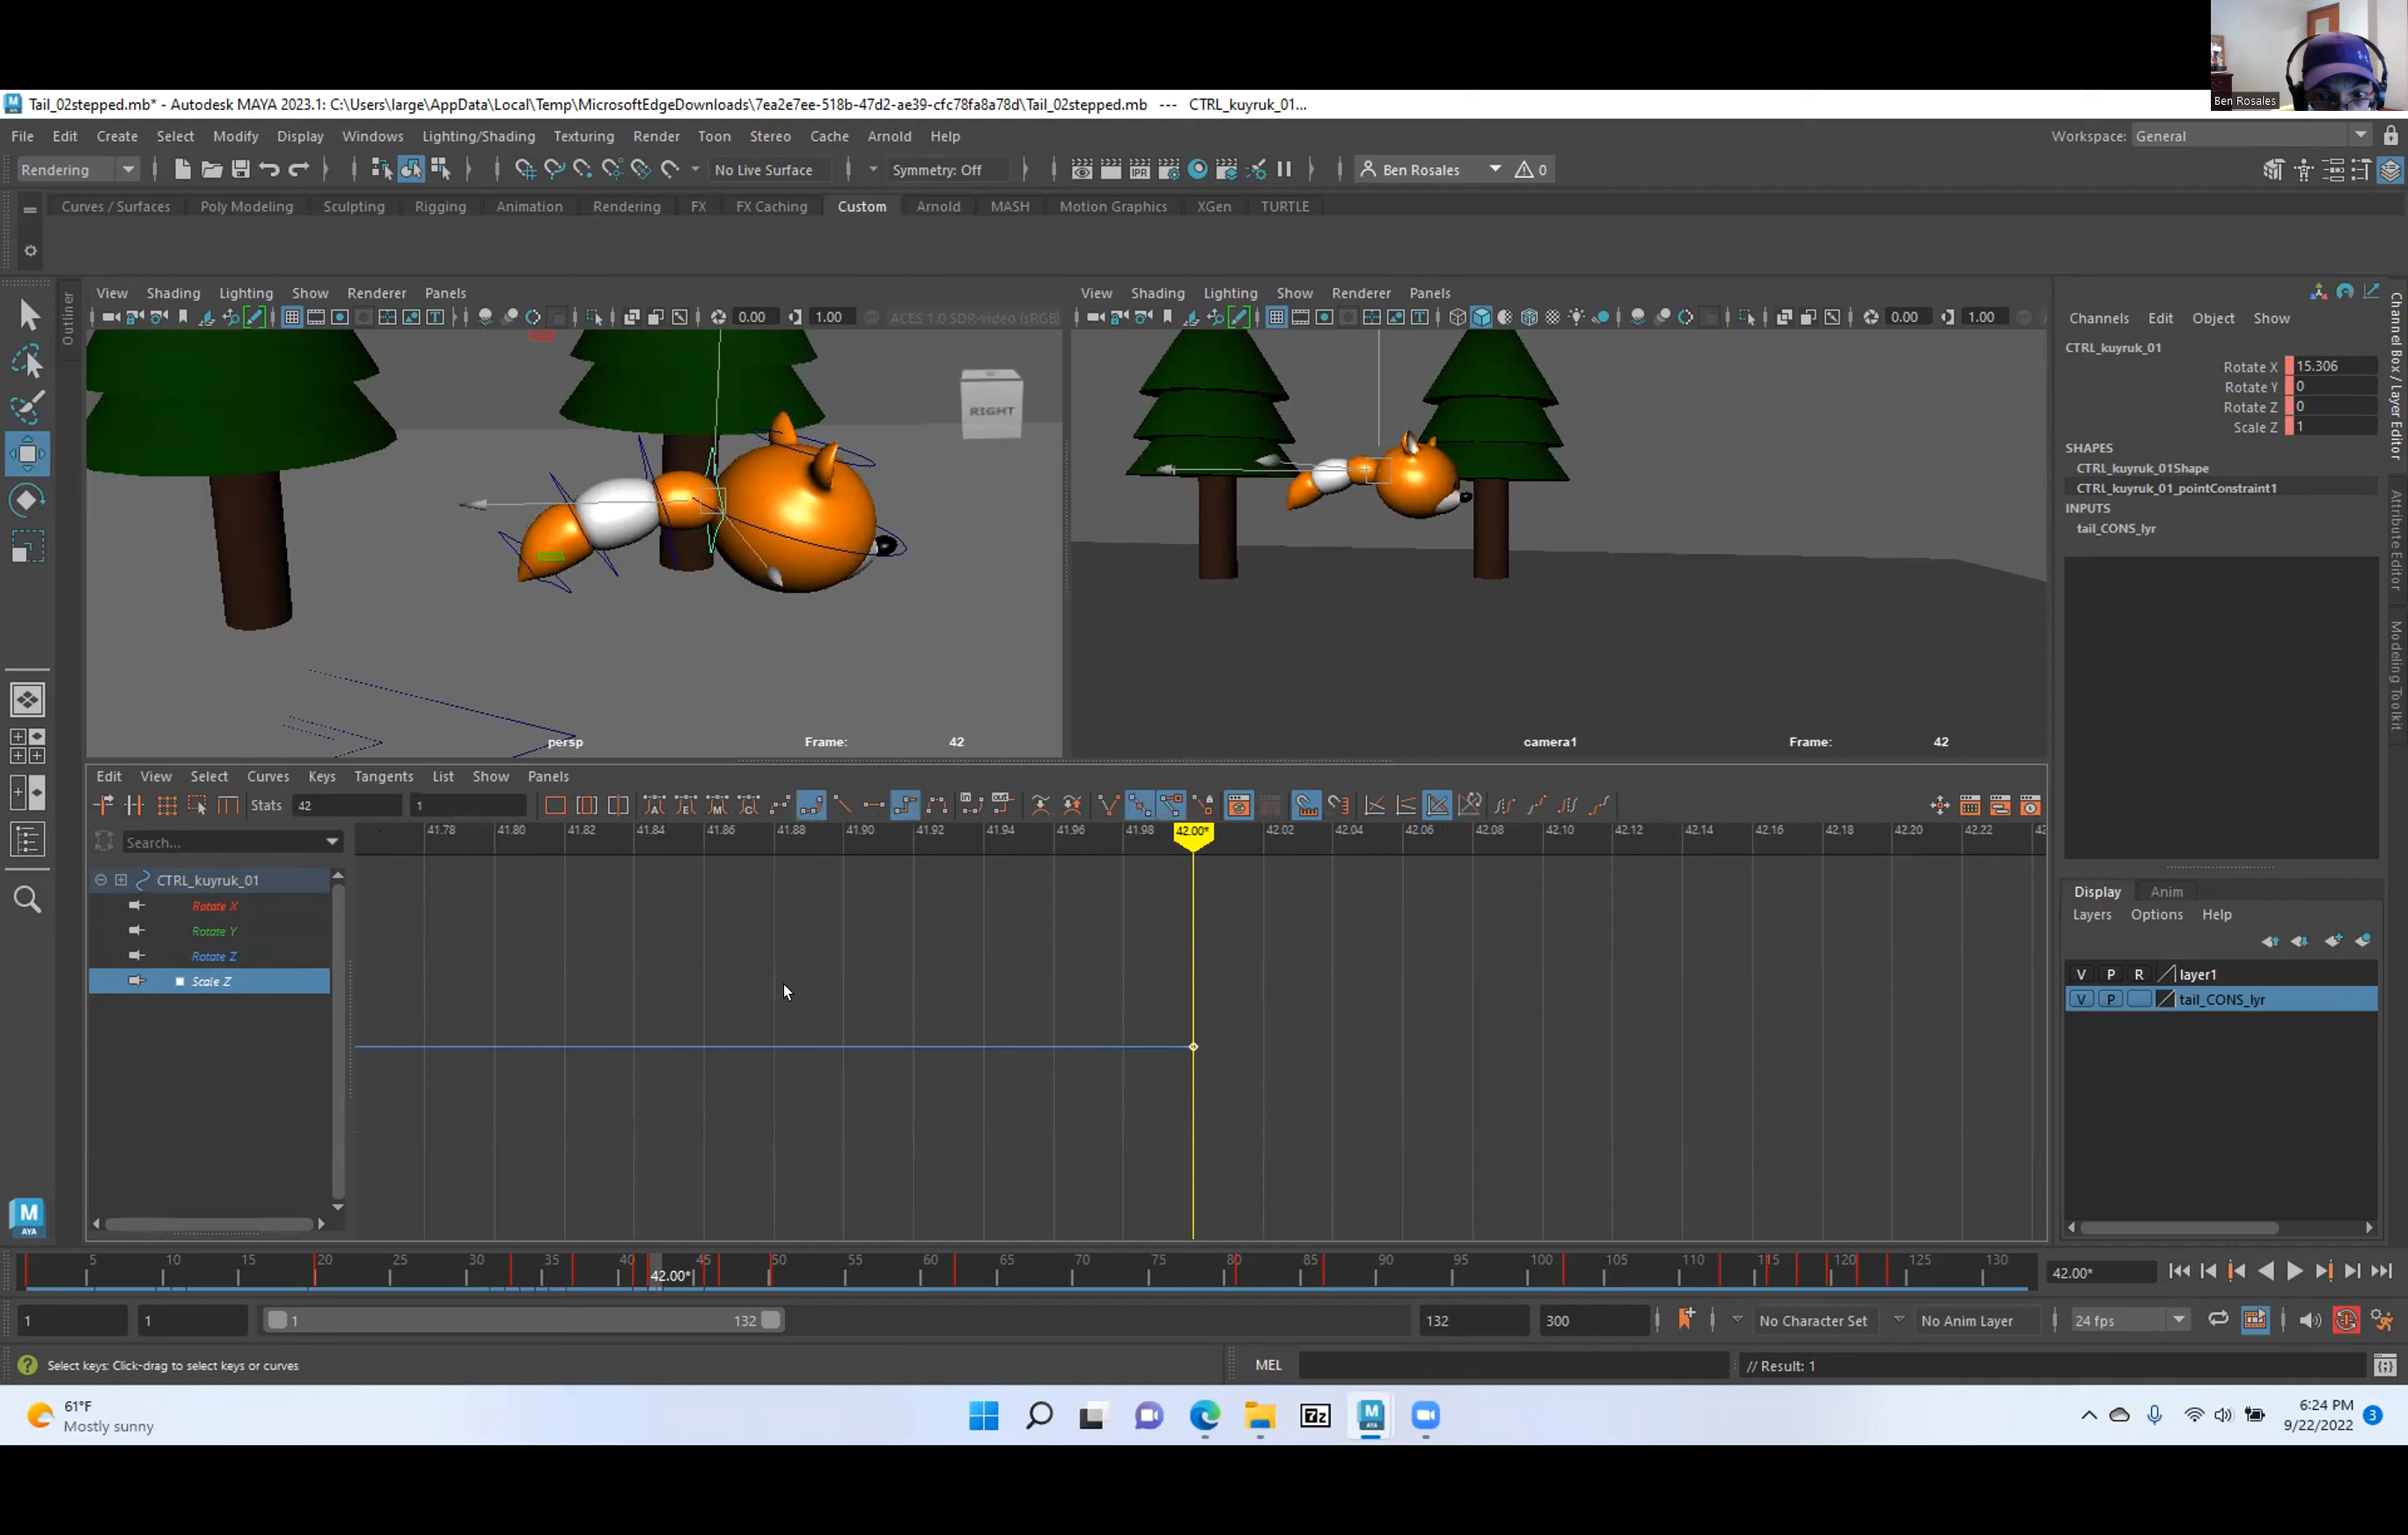 Ben Rosales
Tail_02stepped.mb* - Autodesk MAYA 2023.1: C:\Users\large\AppData\Local\Temp\MicrosoftEdgeDownloads\7ea2e7ee-518b-47d2-ae39-cfc78fa8a78d\Tail_02stepped.mb --- CTRL_kuyruk_01...
File Edit Create Select Modify Display Windows Lighting/Shading Texturing Render Toon Stereo Cache Arnold Help
Workspace: General
Rendering No Live Surface Symmetry: Off IPR Ben Rosales 0
Curves / Surfaces Poly Modeling Sculpting Rigging Animation Rendering FX FX Caching Custom Arnold MASH Motion Graphics XGen TURTLE
Outliner
View Shading Lighting Show Renderer Panels
0.00 1.00 ACES 1.0 SDR-video (sRGB)
RIGHT
persp Frame: 42
View Shading Lighting Show Renderer Panels
0.00 1.00
camera1 Frame: 42
Channels Edit Object Show
CTRL_kuyruk_01
Rotate X 15.306
Rotate Y 0
Rotate Z 0
Scale Z 1
SHAPES
CTRL_kuyruk_01Shape
CTRL_kuyruk_01_pointConstraint1
INPUTS
tail_CONS_lyr
Channel Box / Layer Editor
Attribute Editor
Modeling Toolkit
Edit View Select Curves Keys Tangents List Show Panels
Stats 42 1
41.78 41.80 41.82 41.84 41.86 41.88 41.90 41.92 41.94 41.96 41.98 42.00* 42.02 42.04 42.06 42.08 42.10 42.12 42.14 42.16 42.18 42.20 42.22
Search...
CTRL_kuyruk_01
Rotate X
Rotate Y
Rotate Z
Scale Z
Display Anim
Layers Options Help
V P R layer1
V P tail_CONS_lyr
M
AYA
5 10 15 20 25 30 35 40 45 50 55 60 65 70 75 80 85 90 95 100 105 110 115 120 125 130
42.00*
42.00*
1 1 1 132 132 300 No Character Set No Anim Layer 24 fps
Select keys: Click-drag to select keys or curves
MEL // Result: 1
61°F
Mostly sunny
7z
M
AYA
6:24 PM
9/22/2022
3